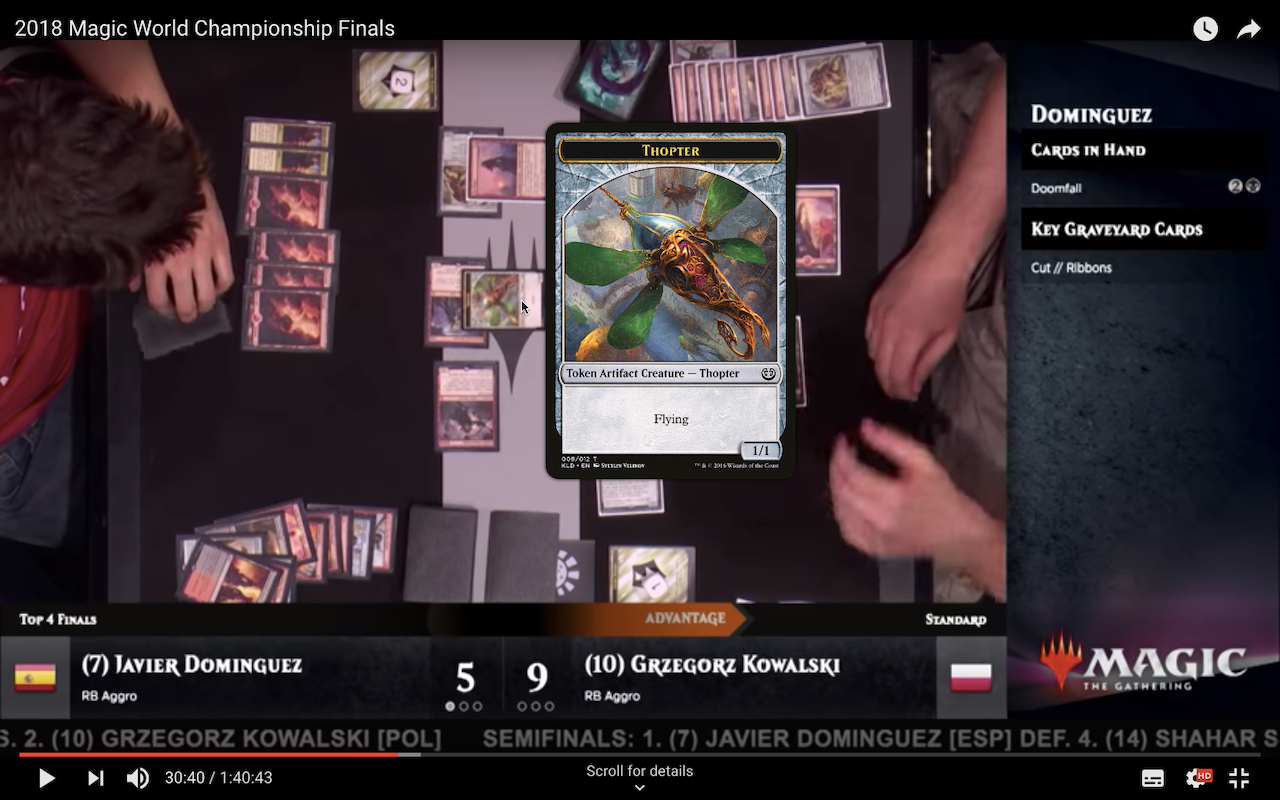 2018 Magic World Championship Finals
DOMINGUEZ
CARDS IN HAND
Doomfall
2
KEY GRAVEYARD CARDS
Cut // Ribbons
2
THOPTER
Token Artifact Creature — Thopter
Flying
1/1
008/012 T
KLD • EN SVETLIN VELINOV
™ & © 2016 Wizards of the Coast
1
TOP 4 FINALS
ADVANTAGE
STANDARD
(7) JAVIER DOMINGUEZ
RB Aggro
5
9
(10) GRZEGORZ KOWALSKI
RB Aggro
MAGIC
THE GATHERING
S. 2. (10) GRZEGORZ KOWALSKI [POL] SEMIFINALS: 1. (7) JAVIER DOMINGUEZ [ESP] DEF. 4. (14) SHAHAR S
30:40 / 1:40:43
Scroll for details
HD